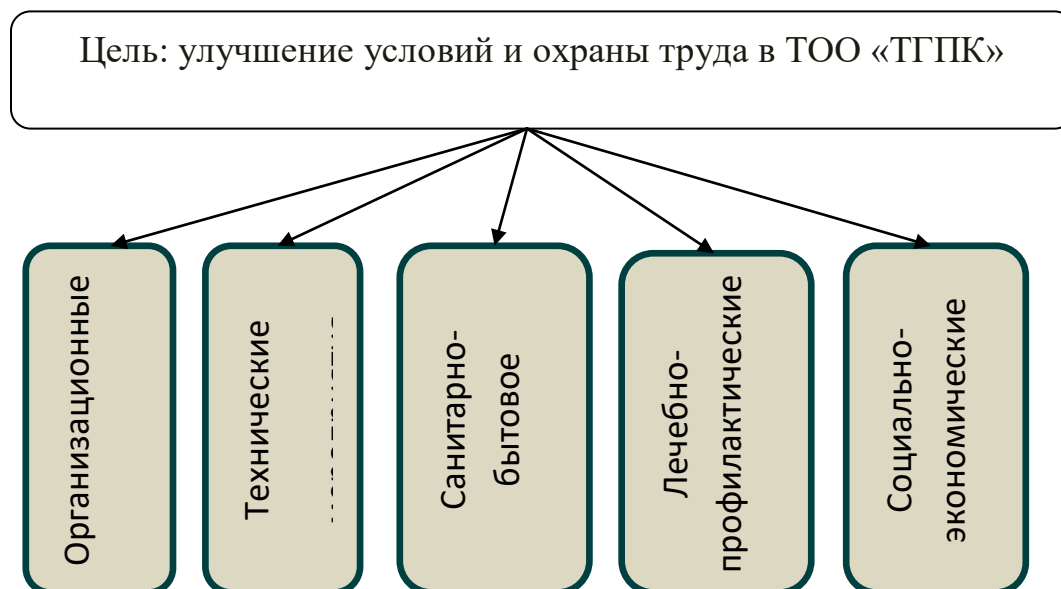 Цель: улучшение условий и охраны труда в ТОО «ТГПК»
Организационные
Технические
Санитарно-
бытовое
Лечебно-
профилактические
Социально-
экономические